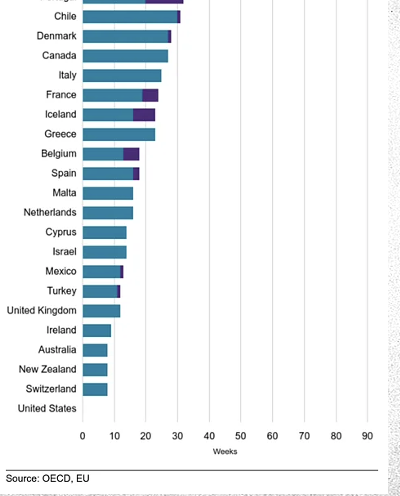 Chile
Denmark
Canada
Italy
France
Iceland
Greece
Belgium
Spain
Malta
Netherlands
Cyprus
Israel
Mexico
Turkey
United Kingdom
Ireland
Australia
New Zealand
Switzerland
United States
0 10 20 30 40 50 60 70 80 90
Weeks
Source: OECD, EU